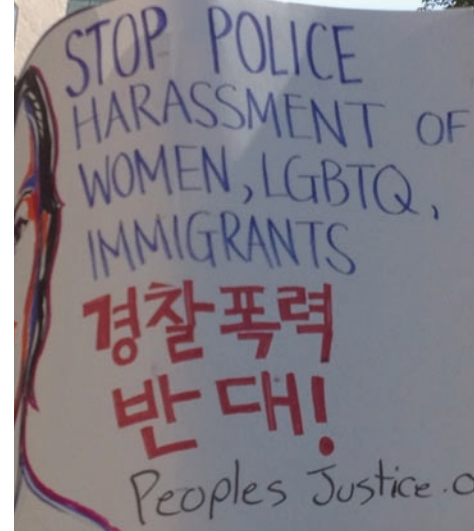 STOP POLICE
HARASSMENT OF
WOMEN, LGBTQ,
IMMIGRANTS
경찰폭력
반대!
Peoples Justice.o